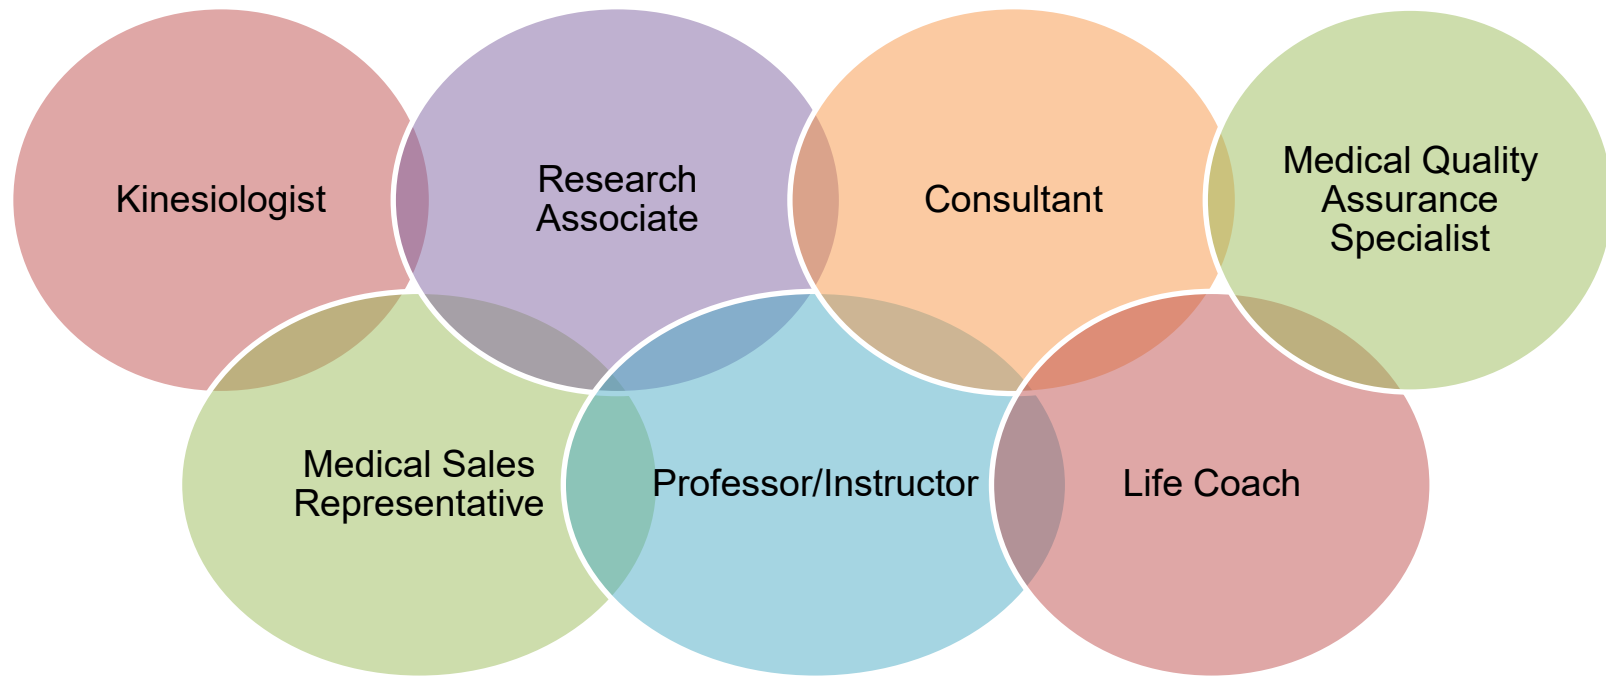 Kinesiologist
Research
Associate
Consultant
Medical Quality
Assurance
Specialist
Medical Sales
Representative
Professor/Instructor
Life Coach